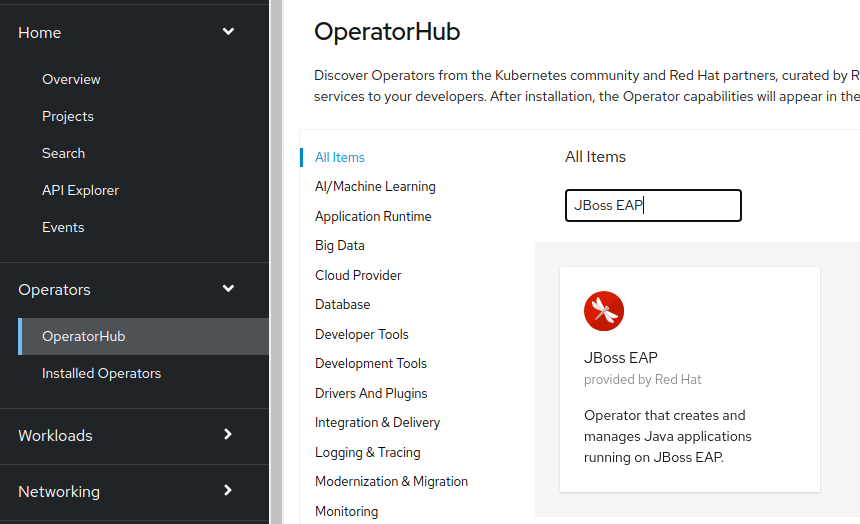 Home
Overview
Projects
Search
API Explorer
Events
Operators
OperatorHub
Installed Operators
Workloads
Networking
OperatorHub
Discover Operators from the Kubernetes community and Red Hat partners, curated by R
services to your developers. After installation, the Operator capabilities will appear in the
All Items
AI/Machine Learning
Application Runtime
Big Data
Cloud Provider
Database
Developer Tools
Development Tools
Drivers And Plugins
Integration & Delivery
Logging & Tracing
Modernization & Migration
Monitoring
All Items
JBoss EAP
JBoss EAP
provided by Red Hat
Operator that creates and
manages Java applications
running on JBoss EAP.